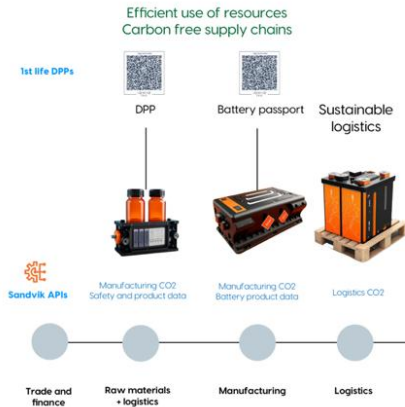 Efficient use of resources
Carbon free supply chains
1st life DPPs
DPP
Battery passport
Sustainable
logistics
Sandvik APIs
Manufacturing CO2
Safety and product data
Manufacturing CO2
Battery product data
Logistics CO2
Trade and
finance
Raw materials
+ logistics
Manufacturing
Logistics